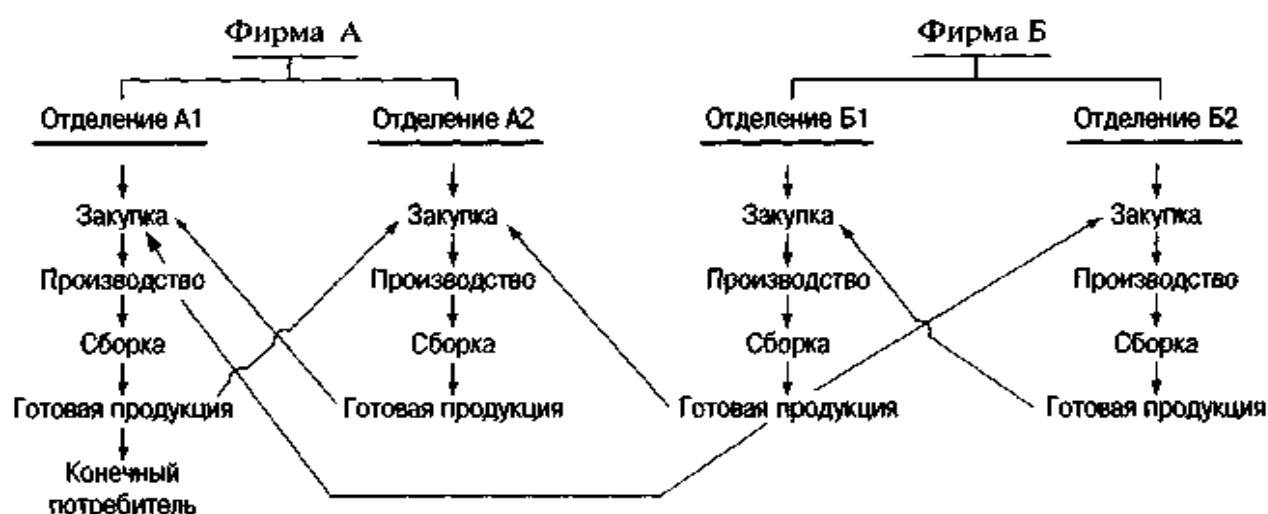 Фирма А
Фирма Б
Отделение А1
Отделение А2
Отделение Б1
Отделение Б2
Закупка
Закупка
Закупка
Закупка
Производство
Производство
Производство
Производство
Сборка
Сборка
Сборка
Сборка
Готовая продукция
Готовая продукция
Готовая продукция
Готовая продукция
Конечный
потребитель